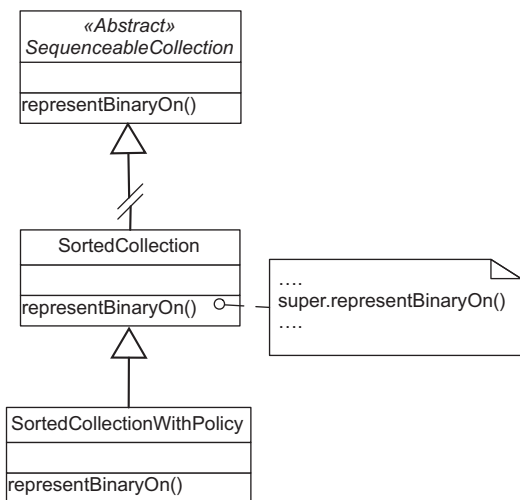 «Abstract»
SequenceableCollection
representBinaryOn()
SortedCollection
representBinaryOn()
....
super.representBinaryOn()
....
SortedCollectionWithPolicy
representBinaryOn()